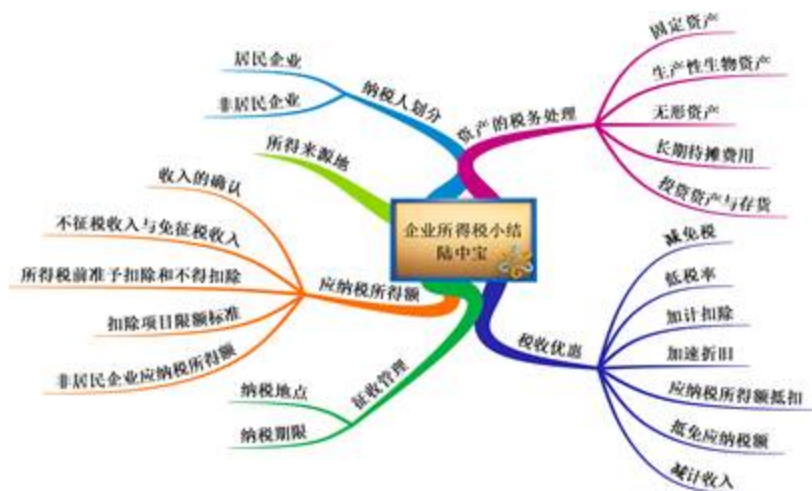 企业所得税小结
陆中宝
纳税人划分
居民企业
非居民企业
所得来源地
应纳税所得额
收入的确认
不征税收入与免征税收入
所得税前准予扣除和不得扣除
扣除项目限额标准
非居民企业应纳税所得额
征收管理
纳税地点
纳税期限
资产的税务处理
固定资产
生产性生物资产
无形资产
长期待摊费用
投资资产与存货
税收优惠
减免税
低税率
加计扣除
加速折旧
应纳税所得额抵扣
抵免应纳税额
减计收入